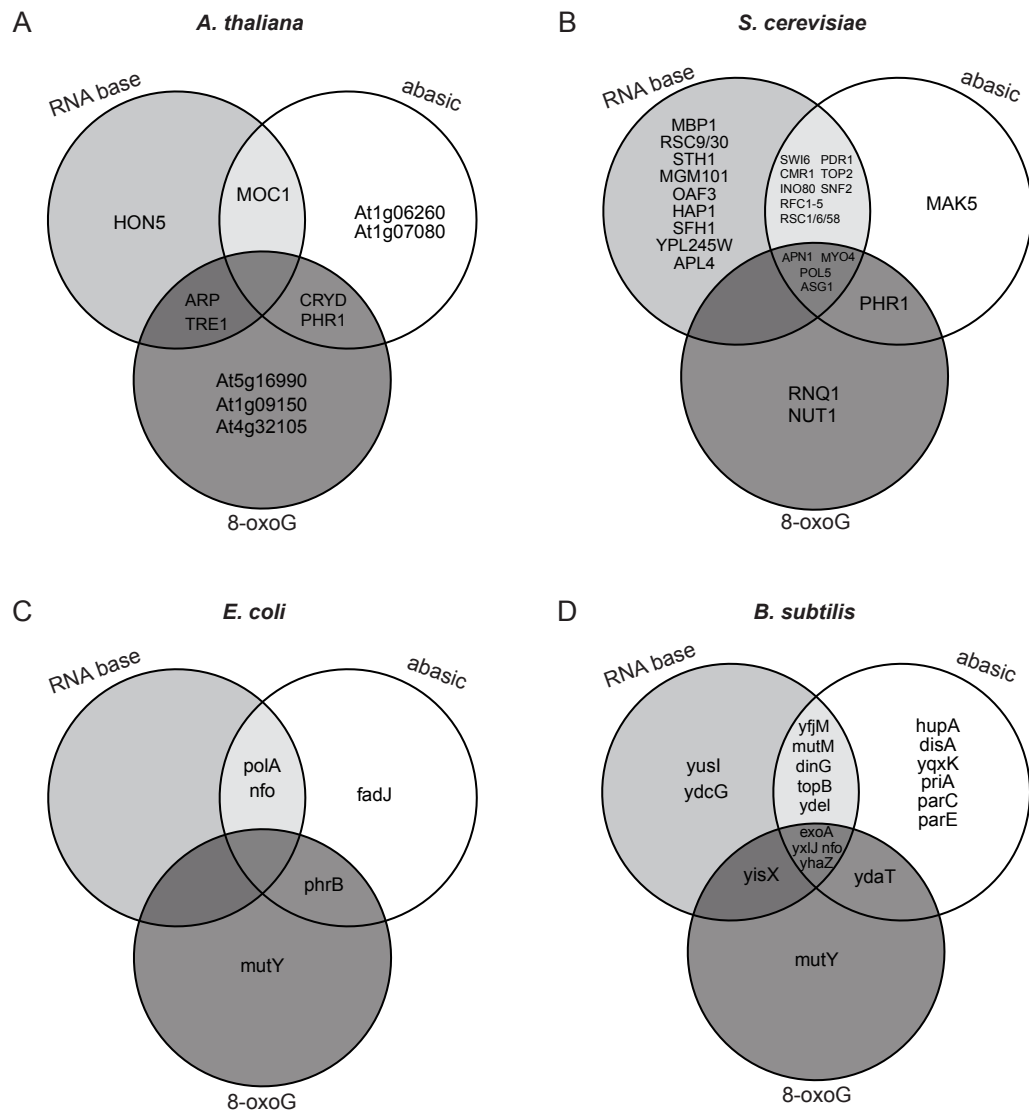 A
A. thaliana
RNA base
abasic
HON5
MOC1
At1g06260
At1g07080
ARP
TRE1
CRYD
PHR1
At5g16990
At1g09150
At4g32105
8-oxoG
B
S. cerevisiae
RNA base
abasic
MBP1
RSC9/30
STH1
MGM101
OAF3
HAP1
SFH1
YPL245W
APL4
SWI6 PDR1
CMR1 TOP2
INO80 SNF2
RFC1-5
RSC1/6/58
MAK5
APN1 MYO4
POL5
ASG1
PHR1
RNQ1
NUT1
8-oxoG
C
E. coli
RNA base
abasic
polA
nfo
fadJ
phrB
mutY
8-oxoG
D
B. subtilis
RNA base
abasic
yusI
ydcG
yfjM
mutM
dinG
topB
ydeI
hupA
disA
yqxK
priA
parC
parE
exoA
yxlJ nfo
yhaZ
yisX
ydaT
mutY
8-oxoG